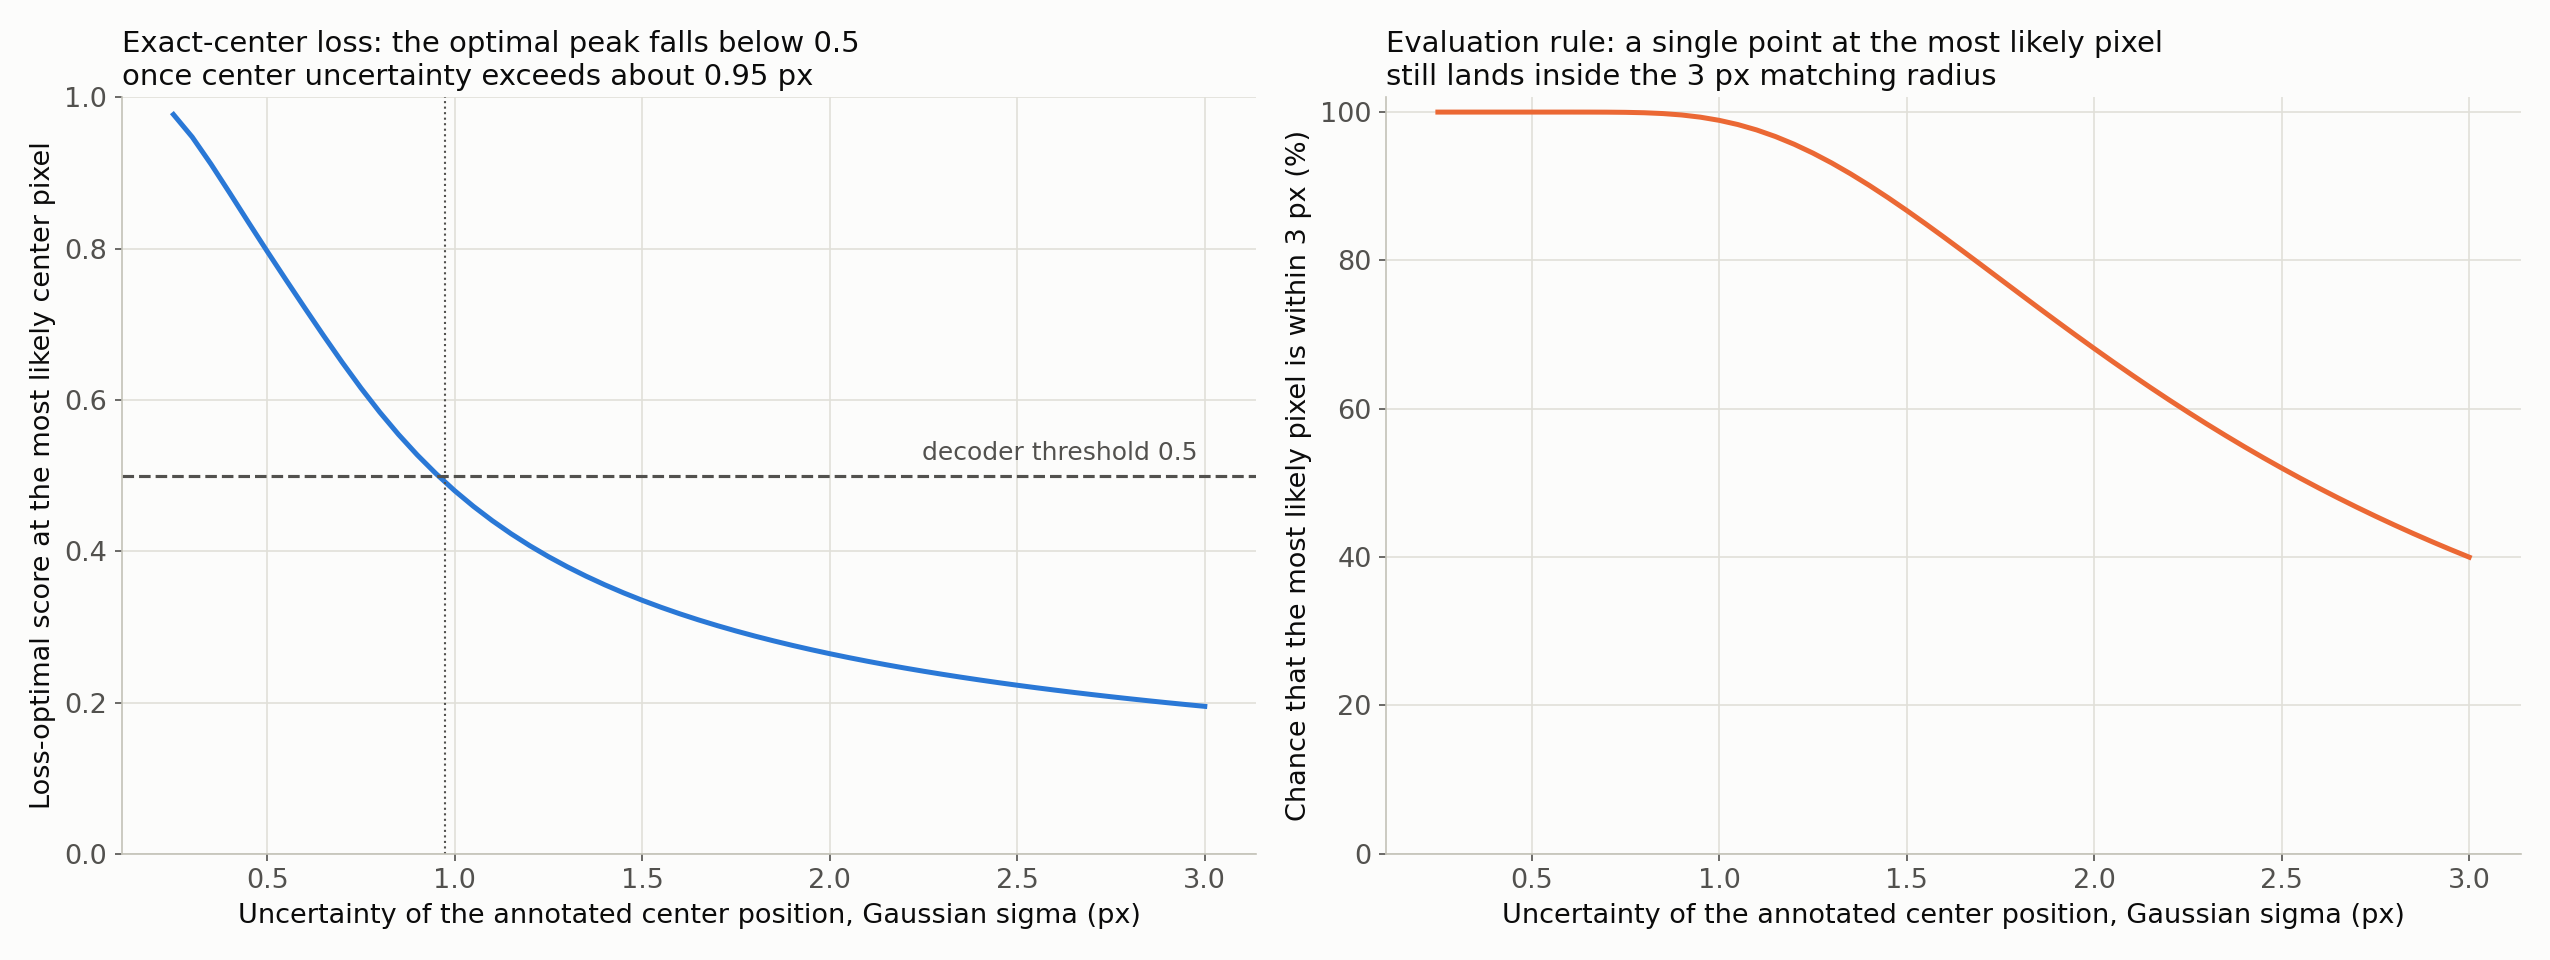 Exact-center loss: the optimal peak falls below 0.5
once center uncertainty exceeds about 0.95 px
Loss-optimal score at the most likely center pixel
1.0
0.8
0.6
0.4
0.2
0.0
decoder threshold 0.5
0.5
1.0
1.5
2.0
2.5
3.0
Uncertainty of the annotated center position, Gaussian sigma (px)
Evaluation rule: a single point at the most likely pixel
still lands inside the 3 px matching radius
Chance that the most likely pixel is within 3 px (%)
100
80
60
40
20
0
0.5
1.0
1.5
2.0
2.5
3.0
Uncertainty of the annotated center position, Gaussian sigma (px)